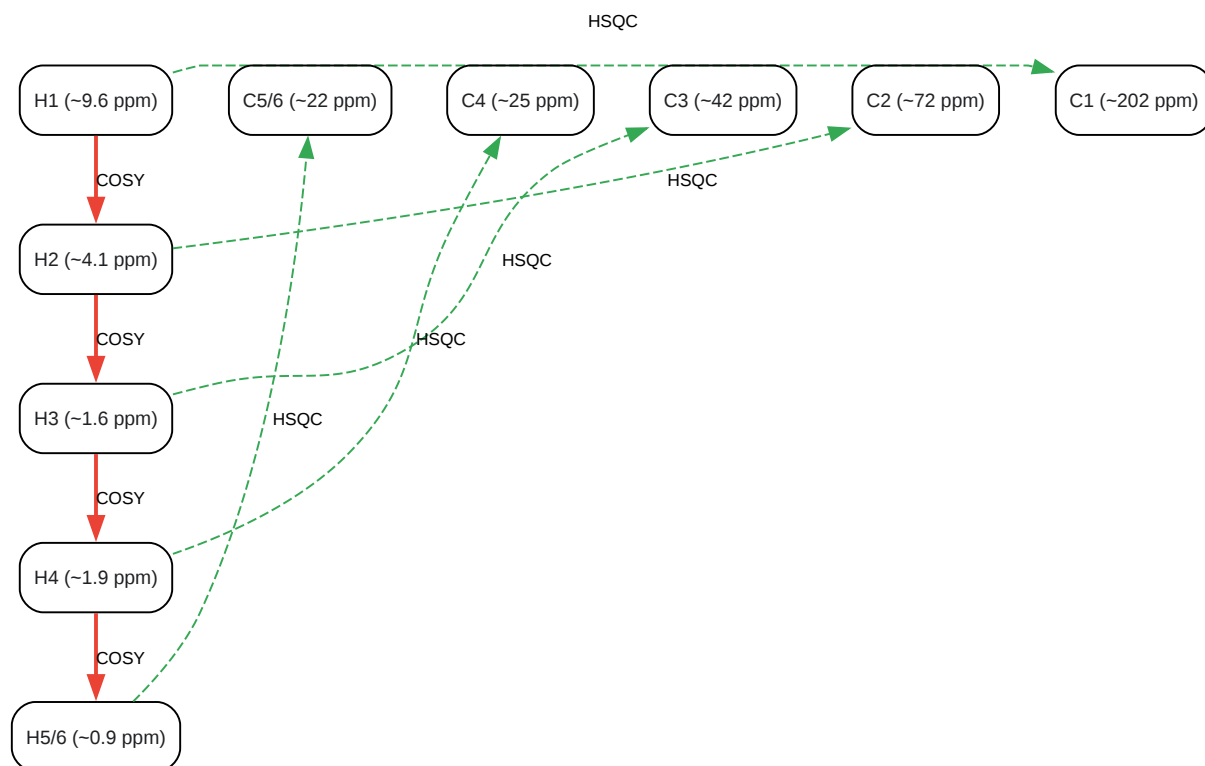 HSQC
H1 (~9.6 ppm)
C5/6 (~22 ppm)
C4 (~25 ppm)
C3 (~42 ppm)
C2 (~72 ppm)
C1 (~202 ppm)
COSY
HSQC
H2 (~4.1 ppm)
HSQC
COSY
HSQC
H3 (~1.6 ppm)
HSQC
COSY
H4 (~1.9 ppm)
COSY
H5/6 (~0.9 ppm)